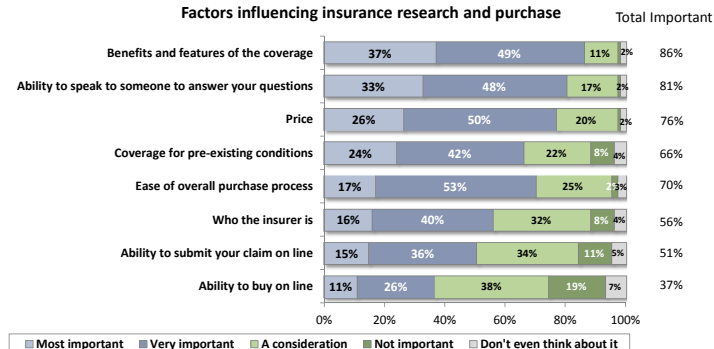 Factors influencing insurance research and purchase
Total Important
Benefits and features of the coverage 37% 49% 11% 2% 86%
Ability to speak to someone to answer your questions 33% 48% 17% 2% 81%
Price 26% 50% 20% 2% 76%
Coverage for pre-existing conditions 24% 42% 22% 8% 4% 66%
Ease of overall purchase process 17% 53% 25% 2% 3% 70%
Who the insurer is 16% 40% 32% 8% 4% 56%
Ability to submit your claim on line 15% 36% 34% 11% 5% 51%
Ability to buy on line 11% 26% 38% 19% 7% 37%
0% 20% 40% 60% 80% 100%
Most important Very important A consideration Not important Don't even think about it